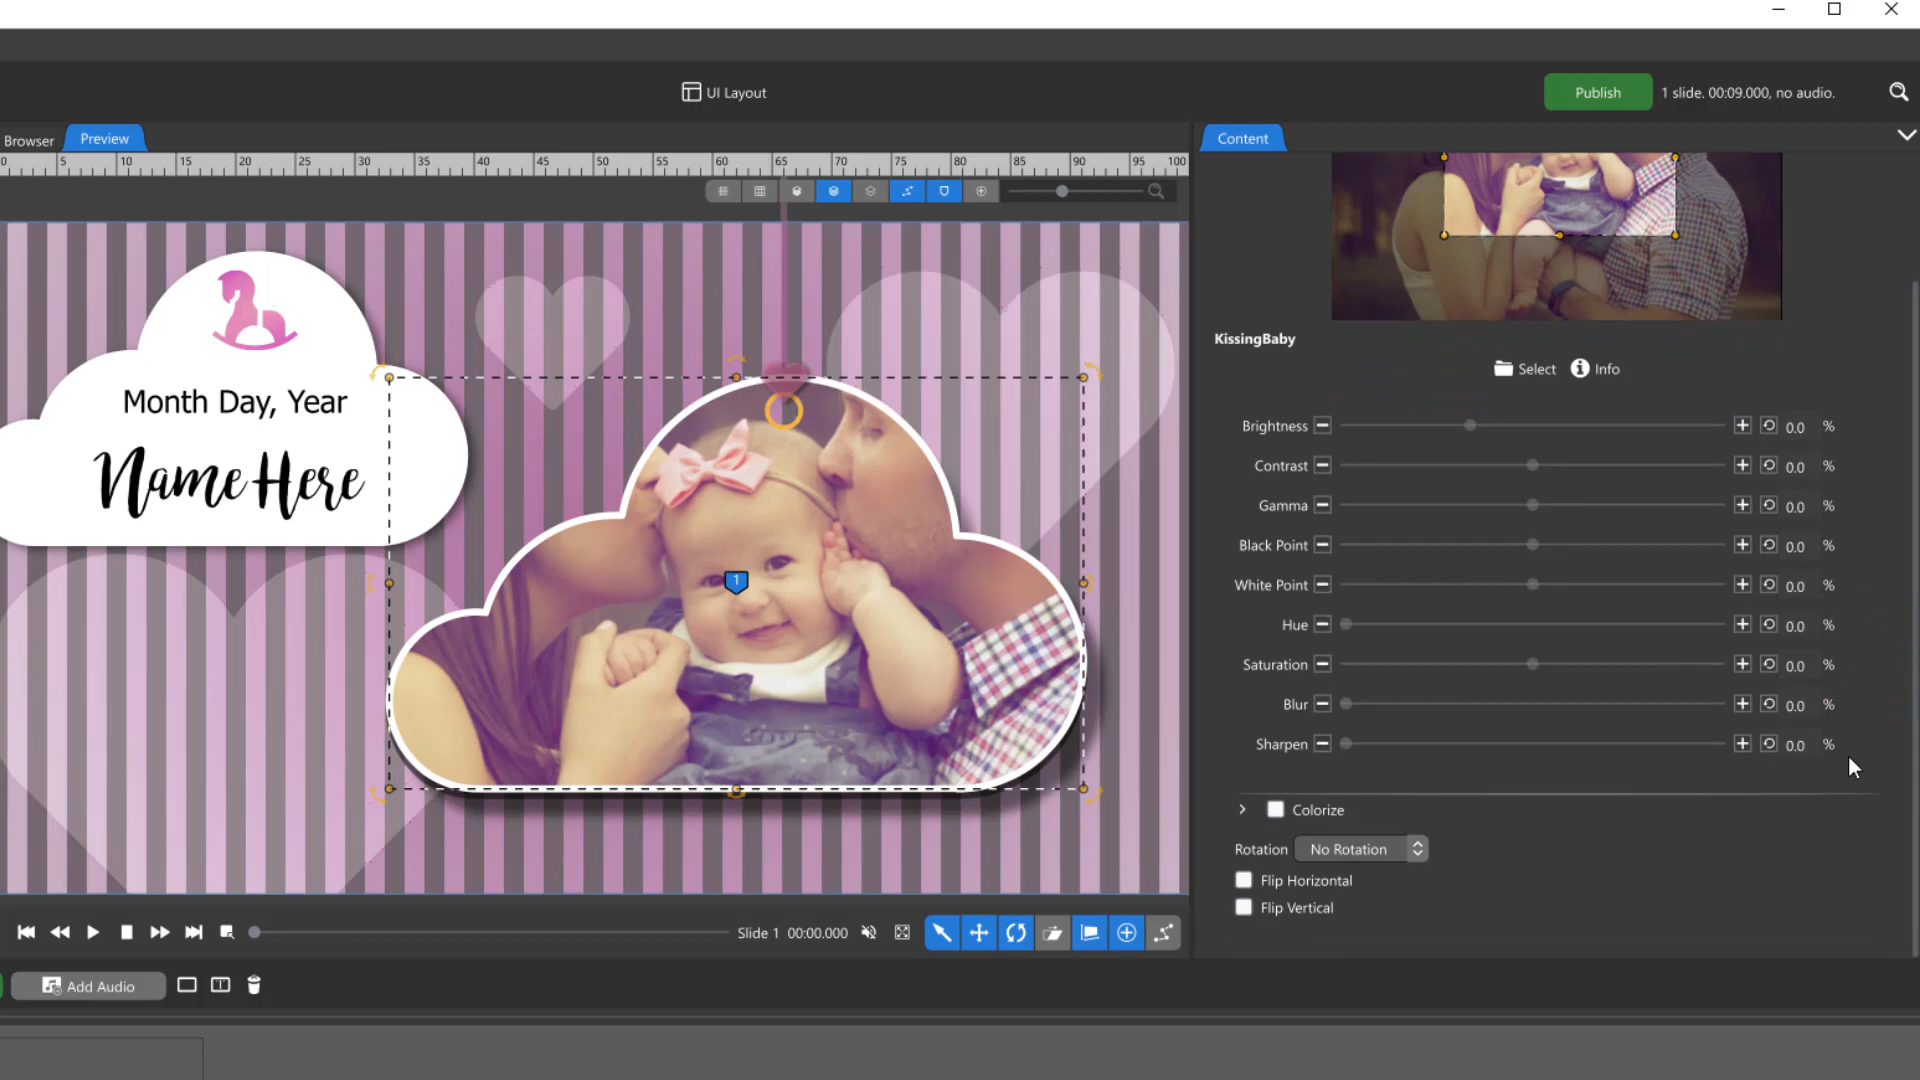 UI Layout
Publish
1 slide. 00:09.000, no audio.
Browser
Preview
Content
0 5 10 15 20 25 30 35 40 45 50 55 60 65 70 75 80 85 90 95 100
Month Day, Year
Name Here
1
KissingBaby
Select
Info
Brightness 0.0 %
Contrast 0.0 %
Gamma 0.0 %
Black Point 0.0 %
White Point 0.0 %
Hue 0.0 %
Saturation 0.0 %
Blur 0.0 %
Sharpen 0.0 %
Colorize
Rotation No Rotation
Flip Horizontal
Flip Vertical
Slide 1 00:00.000
Add Audio